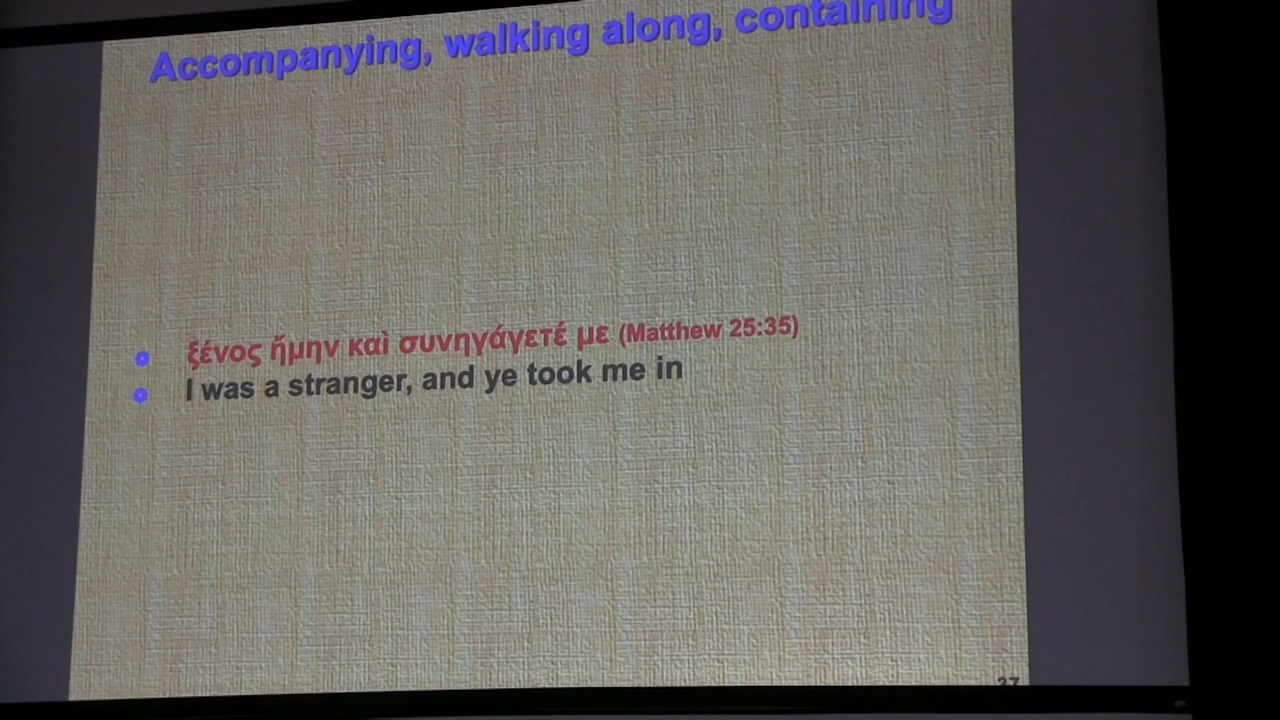 Accompanying, walking along, containing
ξένος ἤμην καὶ συνηγάγετέ με (Matthew 25:35)
I was a stranger, and ye took me in
37